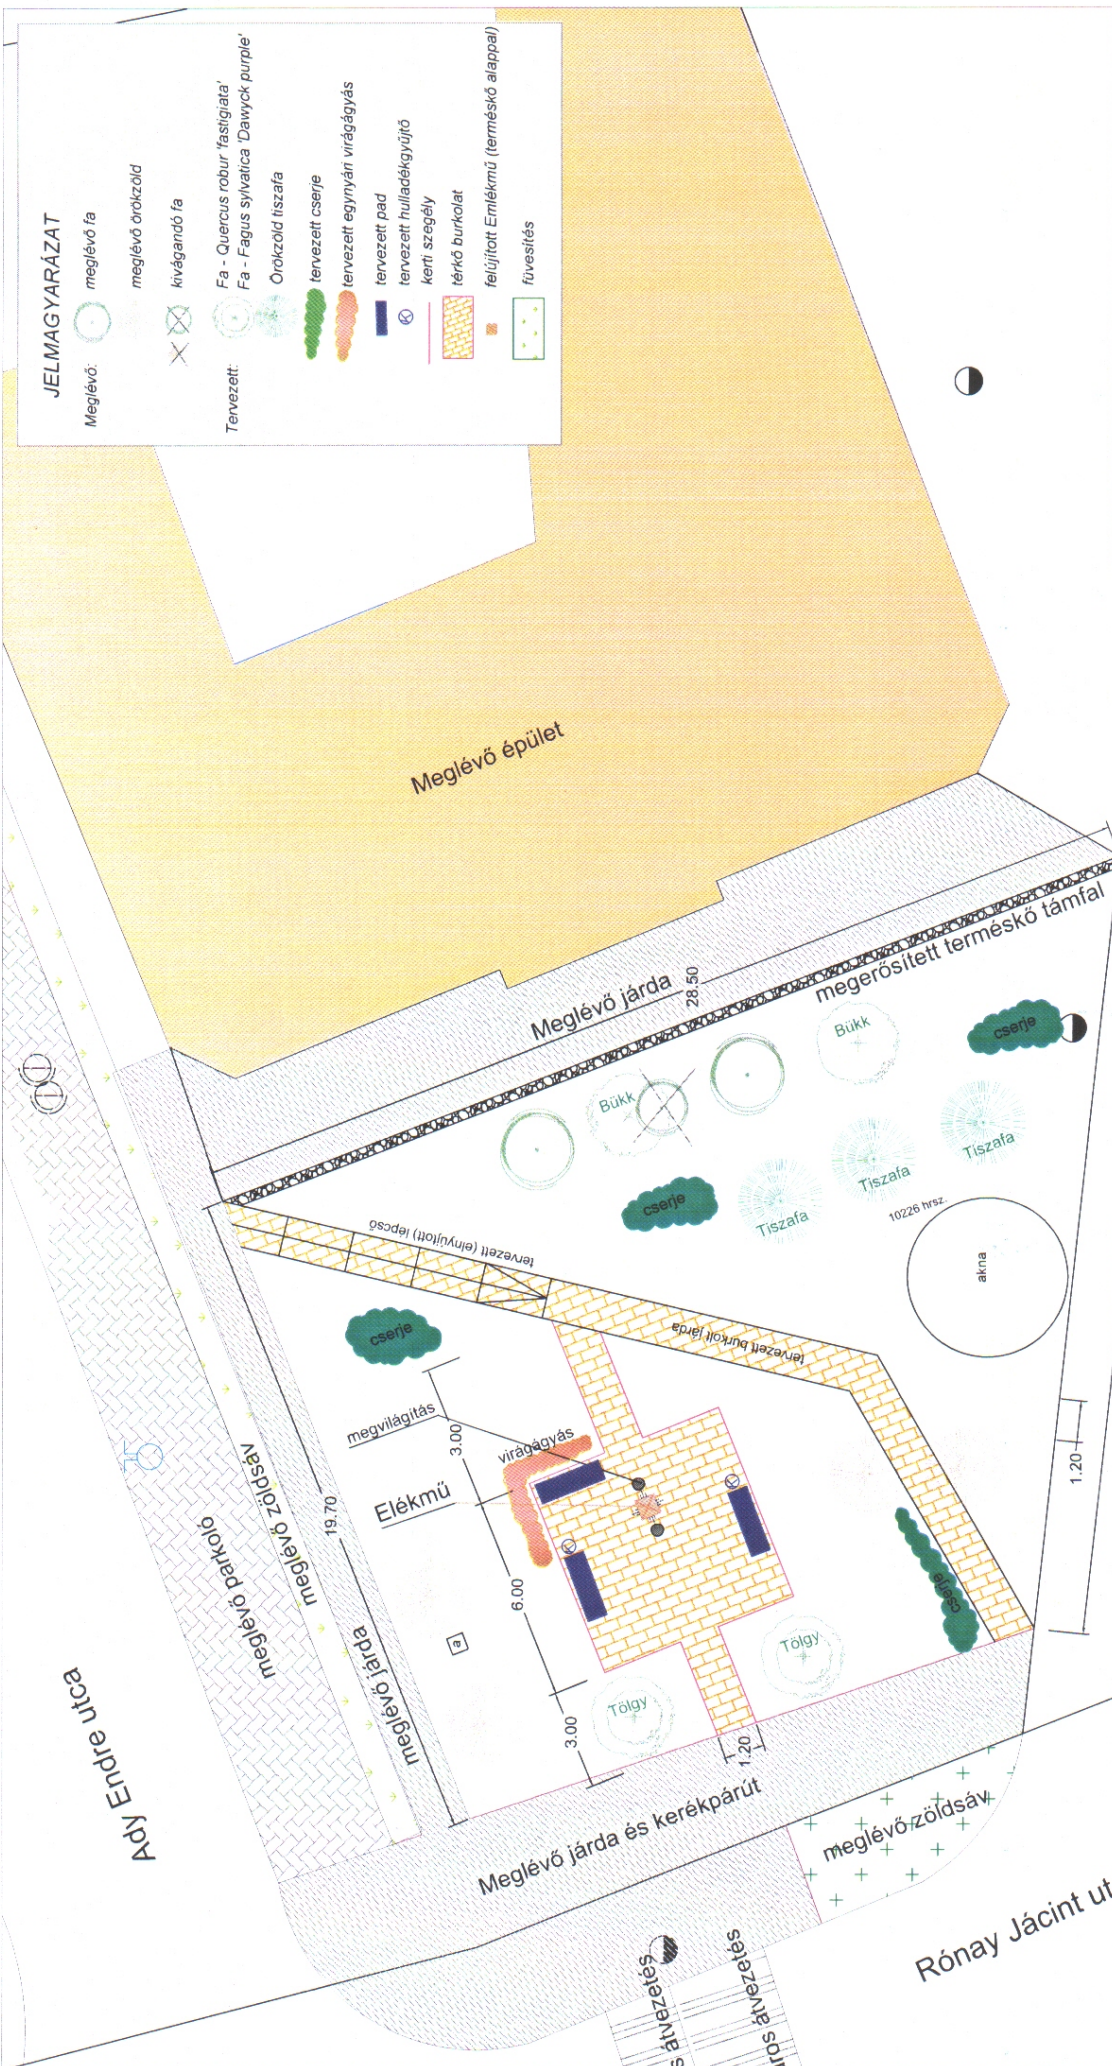 JELMAGYARÁZAT
Meglévő:
meglévő fa
meglévő örökzöld
kivágandó fa
Tervezett:
Fa - Quercus robur 'fastigiata'
Fa - Fagus sylvatica 'Dawyck purple'
Örökzöld tiszafa
tervezett cserje
tervezett egynyári virágágyás
tervezett pad
tervezett hulladékgyűjtő
kerti szegély
térkő burkolat
felújított Emlékmű (terméskő alappal)
füvesítés
Meglévő épület
Meglévő járda
28.50
megerősített terméskő támfal
Bükk
Bükk
cserje
cserje
Tiszafa
Tiszafa
Tiszafa
10226 hrsz.
akna
tervezett (elnyújtott) lépcső
tervezett burkolt járda
cserje
megvilágítás
3.00
virágágyás
Elékmű
6.00
a
3.00
Tölgy
Tölgy
cserje
1.20
1.20
19.70
meglévő zöldsáv
meglévő parkoló
meglévő járda
Ady Endre utca
Meglévő járda és kerékpárút
meglévő zöldsáv
Rónay Jácint ut
s átvezetés
ros átvezetés